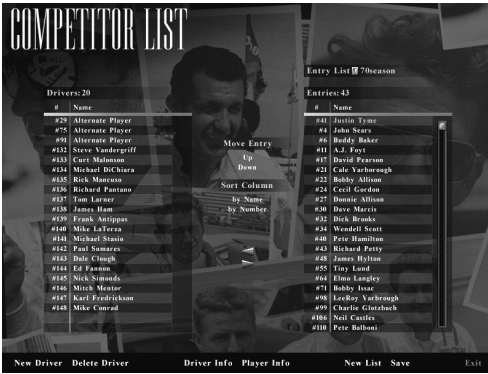 COMPETITOR LIST
Entry List 70season
Drivers: 20
# Name
#29 Alternate Player
#75 Alternate Player
#91 Alternate Player
#132 Steve Vandergriff
#133 Curt Malonson
#134 Michael DiChiara
#135 Rick Mancuso
#136 Richard Pantano
#137 Tom Larner
#138 James Ham
#139 Frank Antippas
#140 Mike LaTerza
#141 Michael Stasio
#142 Paul Sumares
#143 Dale Clough
#144 Ed Fannon
#145 Nick Simonds
#146 Mitch Mentor
#147 Karl Fredrickson
#148 Mike Conrad
Move Entry
Up
Down
Sort Column
by Name
by Number
Entries: 43
# Name
#41 Justin Tyme
#4 John Sears
#6 Buddy Baker
#11 A.J. Foyt
#17 David Pearson
#21 Cale Yarborough
#22 Bobby Allison
#24 Cecil Gordon
#27 Donnie Allison
#30 Dave Marcis
#32 Dick Brooks
#34 Wendell Scott
#40 Pete Hamilton
#43 Richard Petty
#48 James Hylton
#55 Tiny Lund
#64 Elmo Langley
#71 Bobby Issac
#98 LeeRoy Yarbrough
#99 Charlie Glotzbach
#106 Neil Castles
#110 Pete Balboni
New Driver Delete Driver Driver Info Player Info New List Save Exit